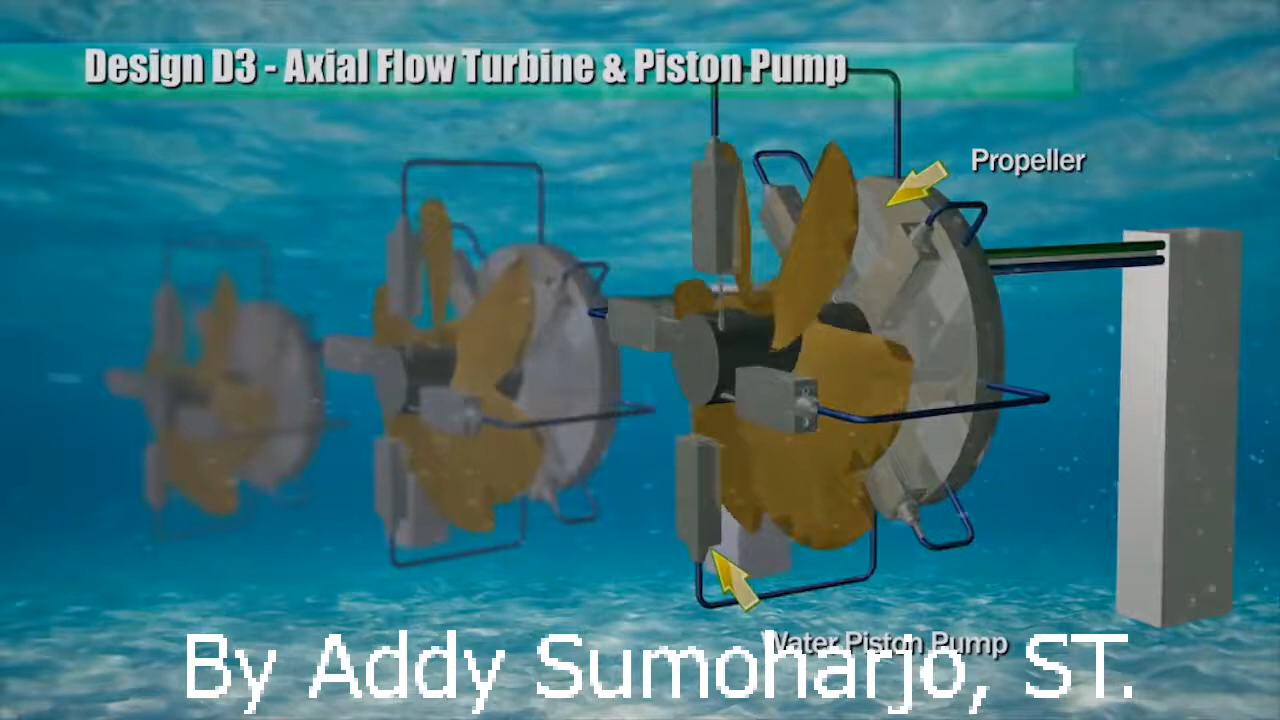 Design D3 - Axial Flow Turbine & Piston Pump
Propeller
Water Piston Pump
By Addy Sumoharjo, ST.